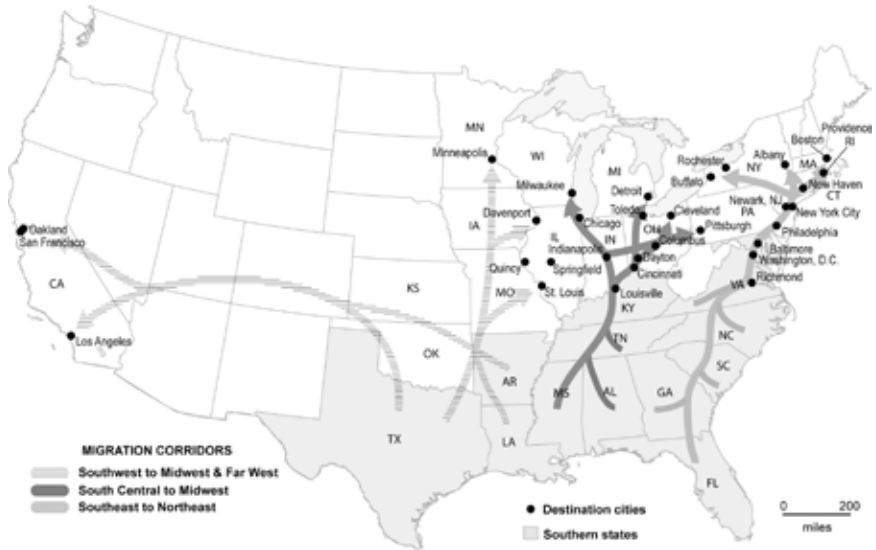 MN
Minneapolis
WI
MI
Boston
Providence
RI
Rochester
Albany
NY
MA
Buffalo
Milwaukee
Detroit
New Haven
CT
Davenport
Toledo
Cleveland
Newark, NJ
PA
New York City
Oakland
San Francisco
IA
Chicago
IL
IN
OH
Pittsburgh
Philadelphia
Indianapolis
Columbus
Baltimore
Washington, D.C.
Quincy
Springfield
Dayton
Cincinnati
Richmond
CA
KS
MO
St. Louis
Louisville
KY
VA
Los Angeles
TN
NC
OK
AR
SC
MS
AL
GA
TX
LA
FL
MIGRATION CORRIDORS
Southwest to Midwest & Far West
South Central to Midwest
Southeast to Northeast
Destination cities
Southern states
0 200
miles